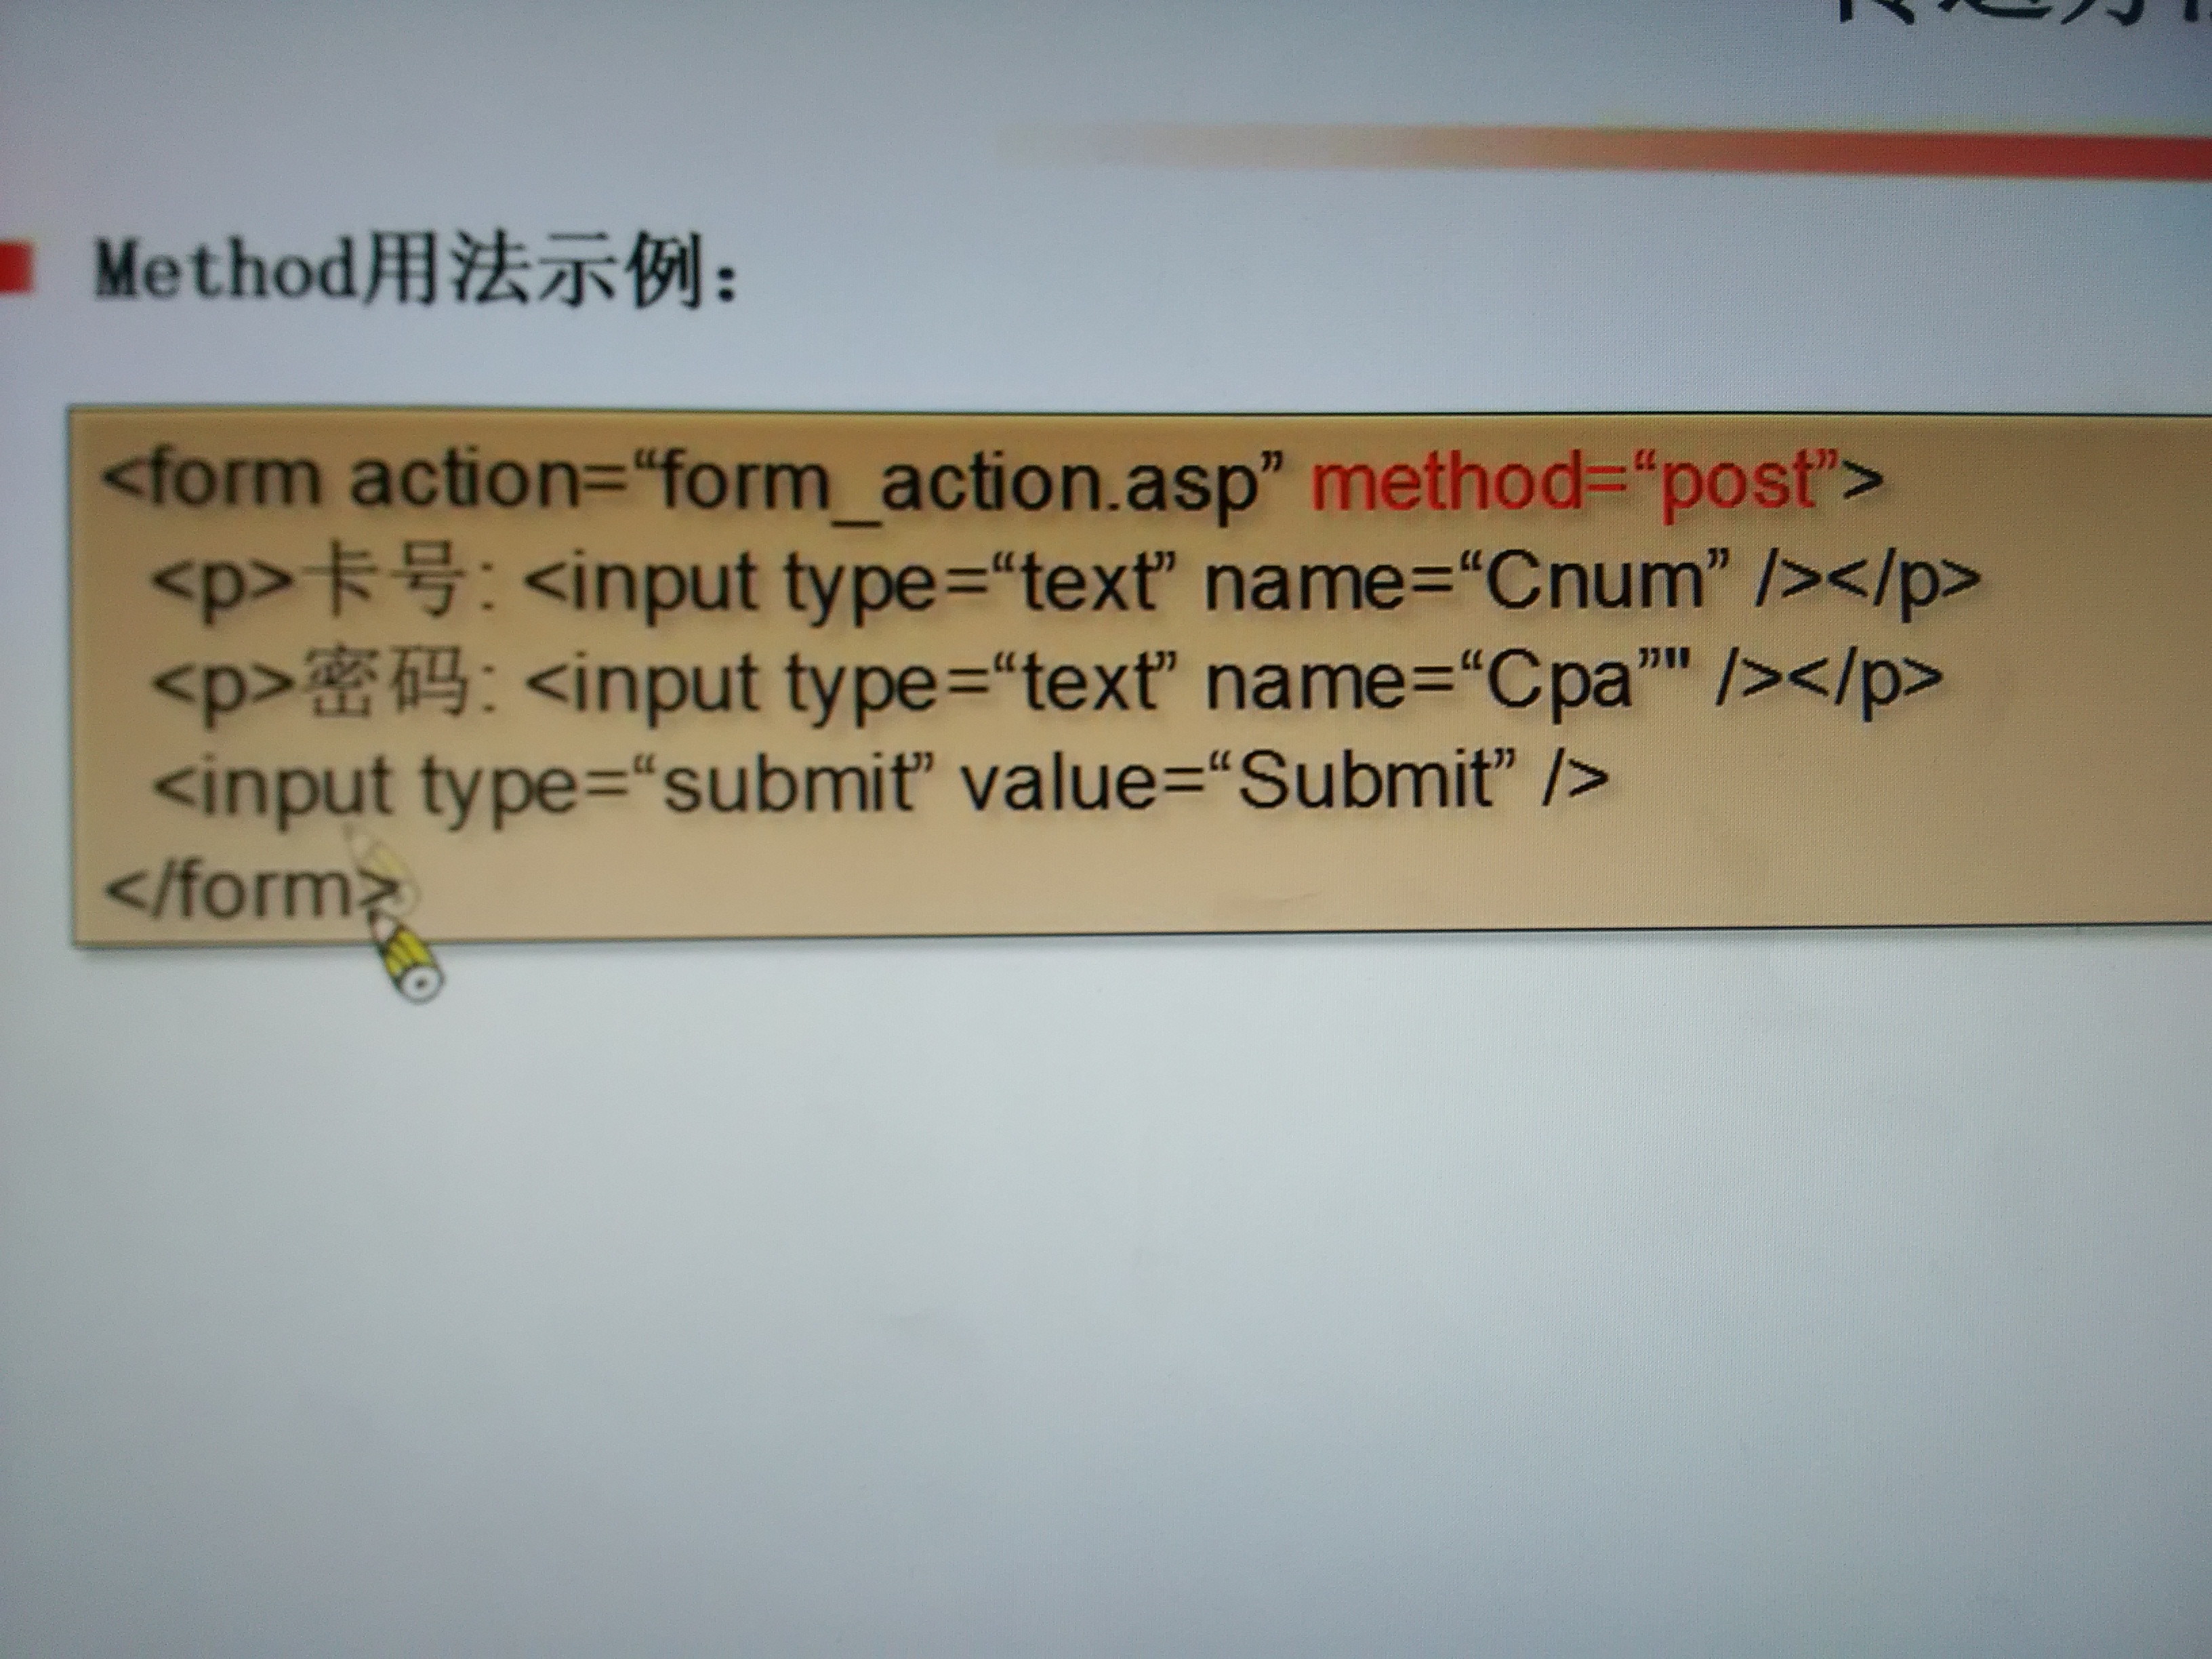 Method用法示例：
<form action=“form_action.asp” method=“post”>
<p>卡号: <input type=“text” name=“Cnum” /></p>
<p>密码: <input type=“text” name=“Cpa”" /></p>
<input type=“submit” value=“Submit” />
</form>